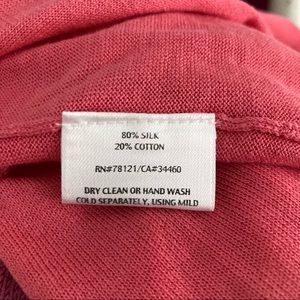 80% SILK
20% COTTON
RN#78121/CA#34460
DRY CLEAN OR HAND WASH
COLD SEPARATELY, USING MILD